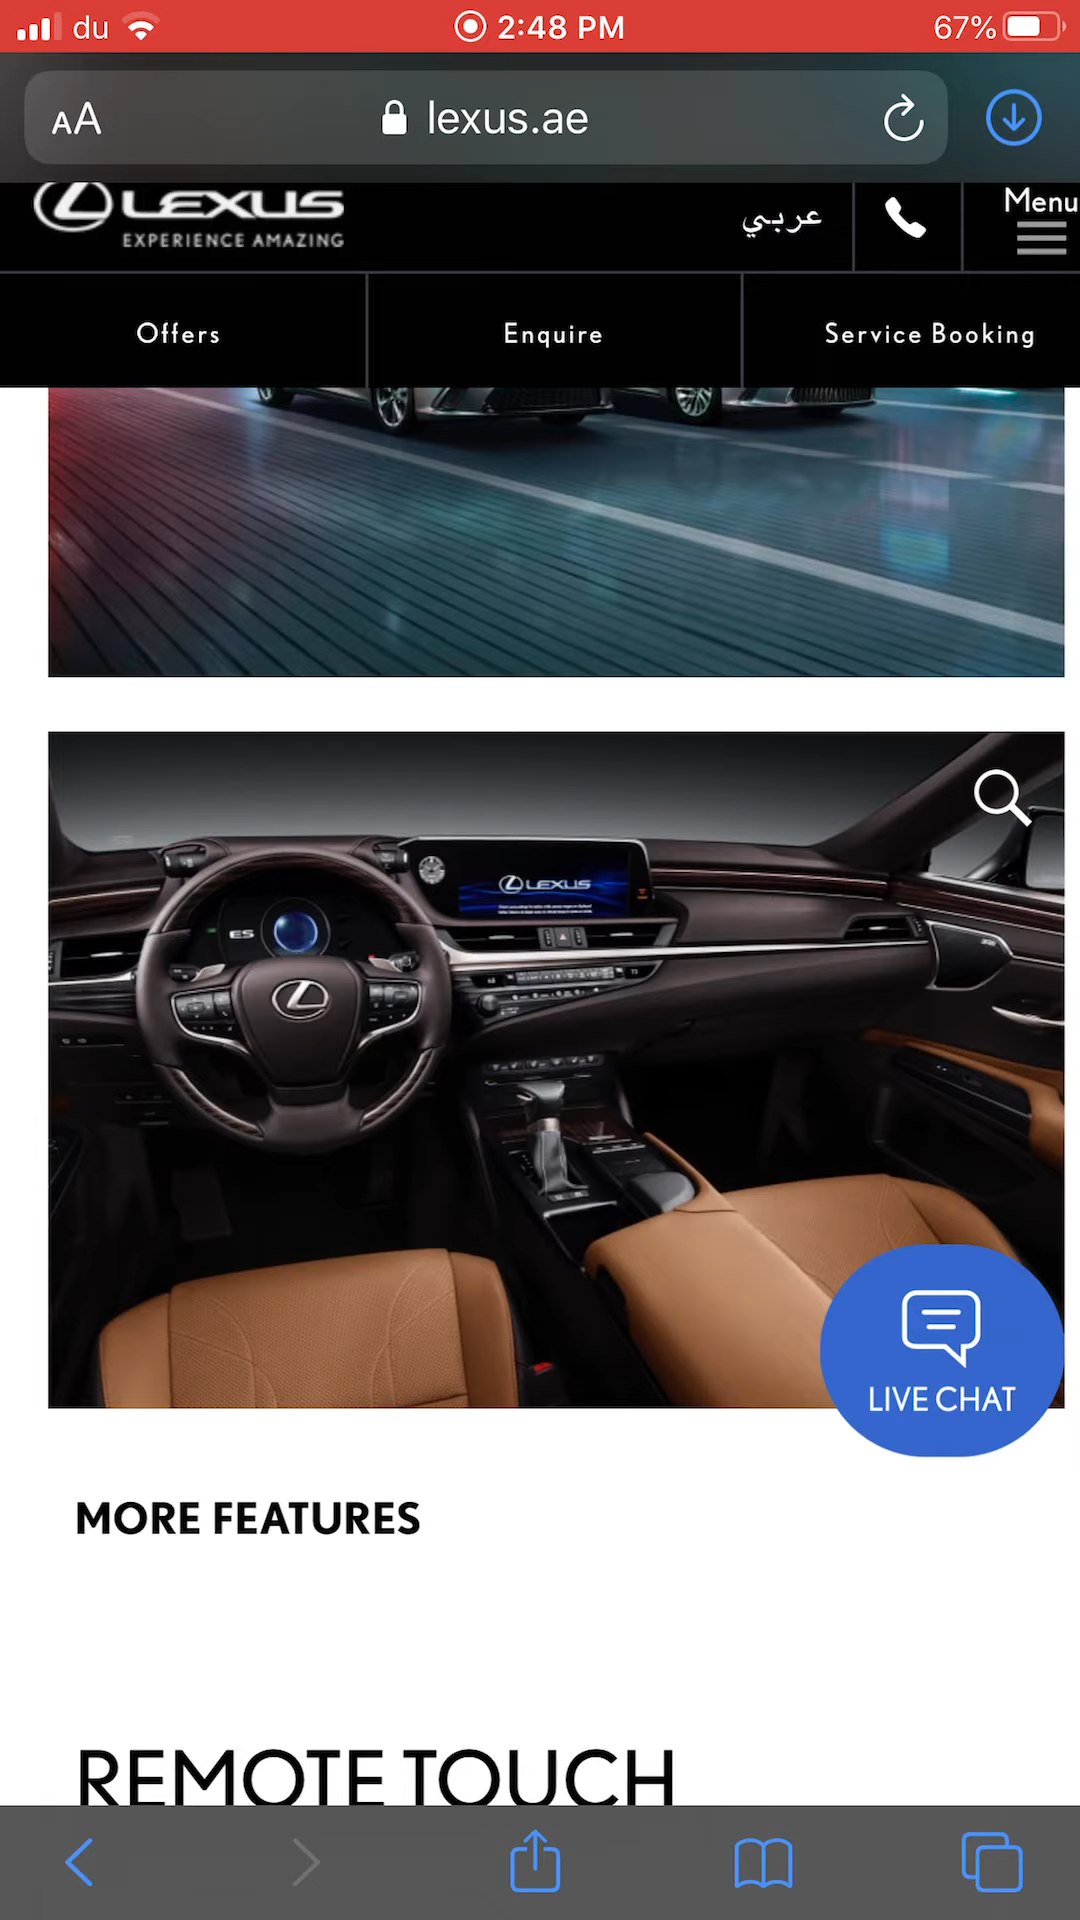 du
2:48 PM
67%
AA
lexus.ae
LEXUS
EXPERIENCE AMAZING
عربي
Menu
Offers
Enquire
Service Booking
LEXUS
ES
LIVE CHAT
MORE FEATURES
REMOTE TOUCH